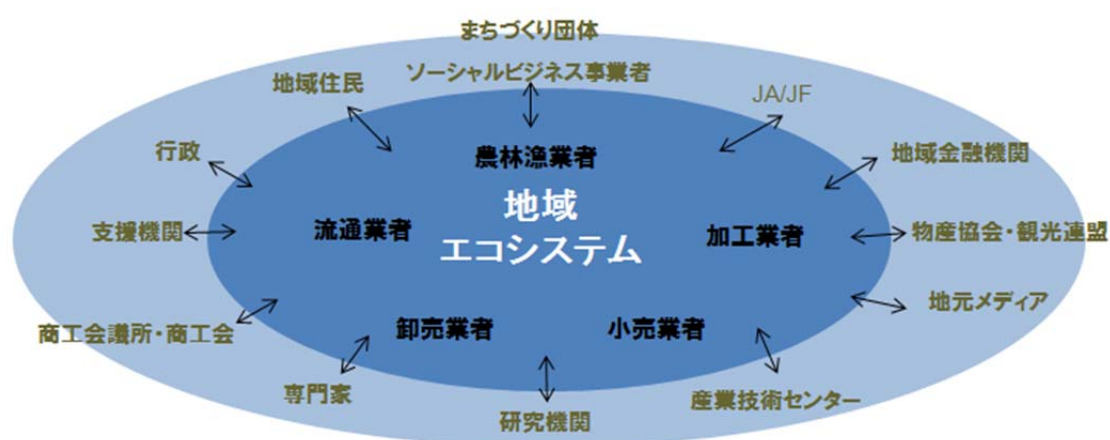 まちづくり団体
ソーシャルビジネス事業者
地域住民
JA/JF
行政
農林漁業者
地域金融機関
地域
エコシステム
支援機関
流通業者
加工業者
物産協会・観光連盟
地元メディア
商工会議所・商工会
卸売業者
小売業者
専門家
研究機関
産業技術センター